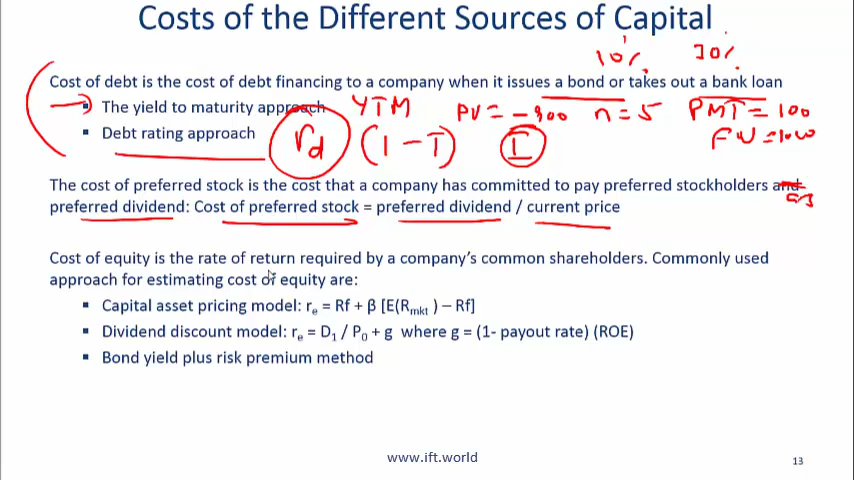 Costs of the Different Sources of Capital
10% 30%
Cost of debt is the cost of debt financing to a company when it issues a bond or takes out a bank loan
▪ The yield to maturity approach YTM PV = -900 n = 5 PMT = 100
▪ Debt rating approach rd (1 - T) I FV = 1000
The cost of preferred stock is the cost that a company has committed to pay preferred stockholders and as
preferred dividend: Cost of preferred stock = preferred dividend / current price
Cost of equity is the rate of return required by a company's common shareholders. Commonly used
approach for estimating cost of equity are:
▪ Capital asset pricing model: re = Rf + β [E(Rmkt ) – Rf]
▪ Dividend discount model: re = D1 / P0 + g where g = (1- payout rate) (ROE)
▪ Bond yield plus risk premium method
www.ift.world
13